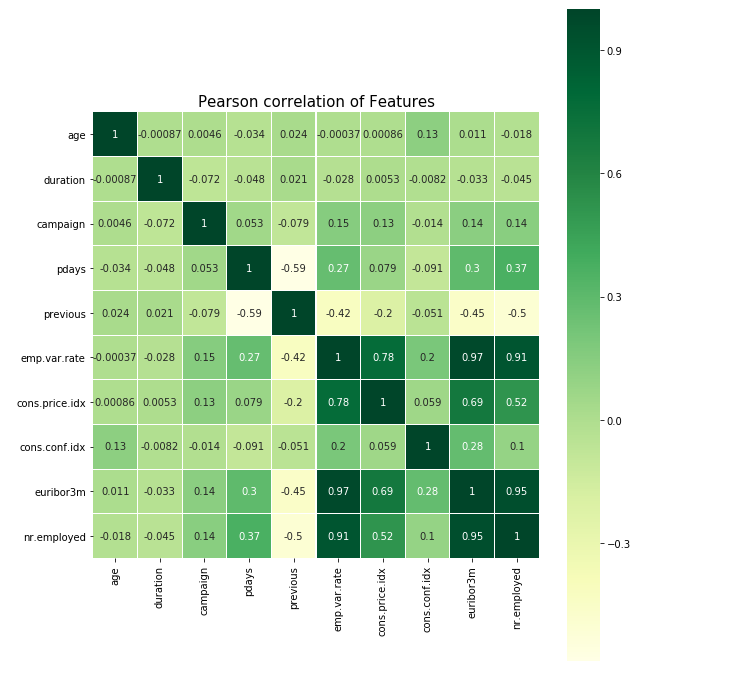 Pearson correlation of Features
0.9
0.6
0.3
0.0
−0.3
age 1 -0.00087 0.0046 -0.034 0.024 -0.00037 0.00086 0.13 0.011 -0.018
duration -0.00087 1 -0.072 -0.048 0.021 -0.028 0.0053 -0.0082 -0.033 -0.045
campaign 0.0046 -0.072 1 0.053 -0.079 0.15 0.13 -0.014 0.14 0.14
pdays -0.034 -0.048 0.053 1 -0.59 0.27 0.079 -0.091 0.3 0.37
previous 0.024 0.021 -0.079 -0.59 1 -0.42 -0.2 -0.051 -0.45 -0.5
emp.var.rate -0.00037 -0.028 0.15 0.27 -0.42 1 0.78 0.2 0.97 0.91
cons.price.idx 0.00086 0.0053 0.13 0.079 -0.2 0.78 1 0.059 0.69 0.52
cons.conf.idx 0.13 -0.0082 -0.014 -0.091 -0.051 0.2 0.059 1 0.28 0.1
euribor3m 0.011 -0.033 0.14 0.3 -0.45 0.97 0.69 0.28 1 0.95
nr.employed -0.018 -0.045 0.14 0.37 -0.5 0.91 0.52 0.1 0.95 1
age
duration
campaign
pdays
previous
emp.var.rate
cons.price.idx
cons.conf.idx
euribor3m
nr.employed